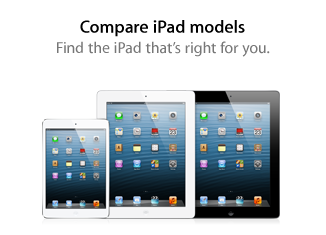 Compare iPad models
Find the iPad that's right for you.